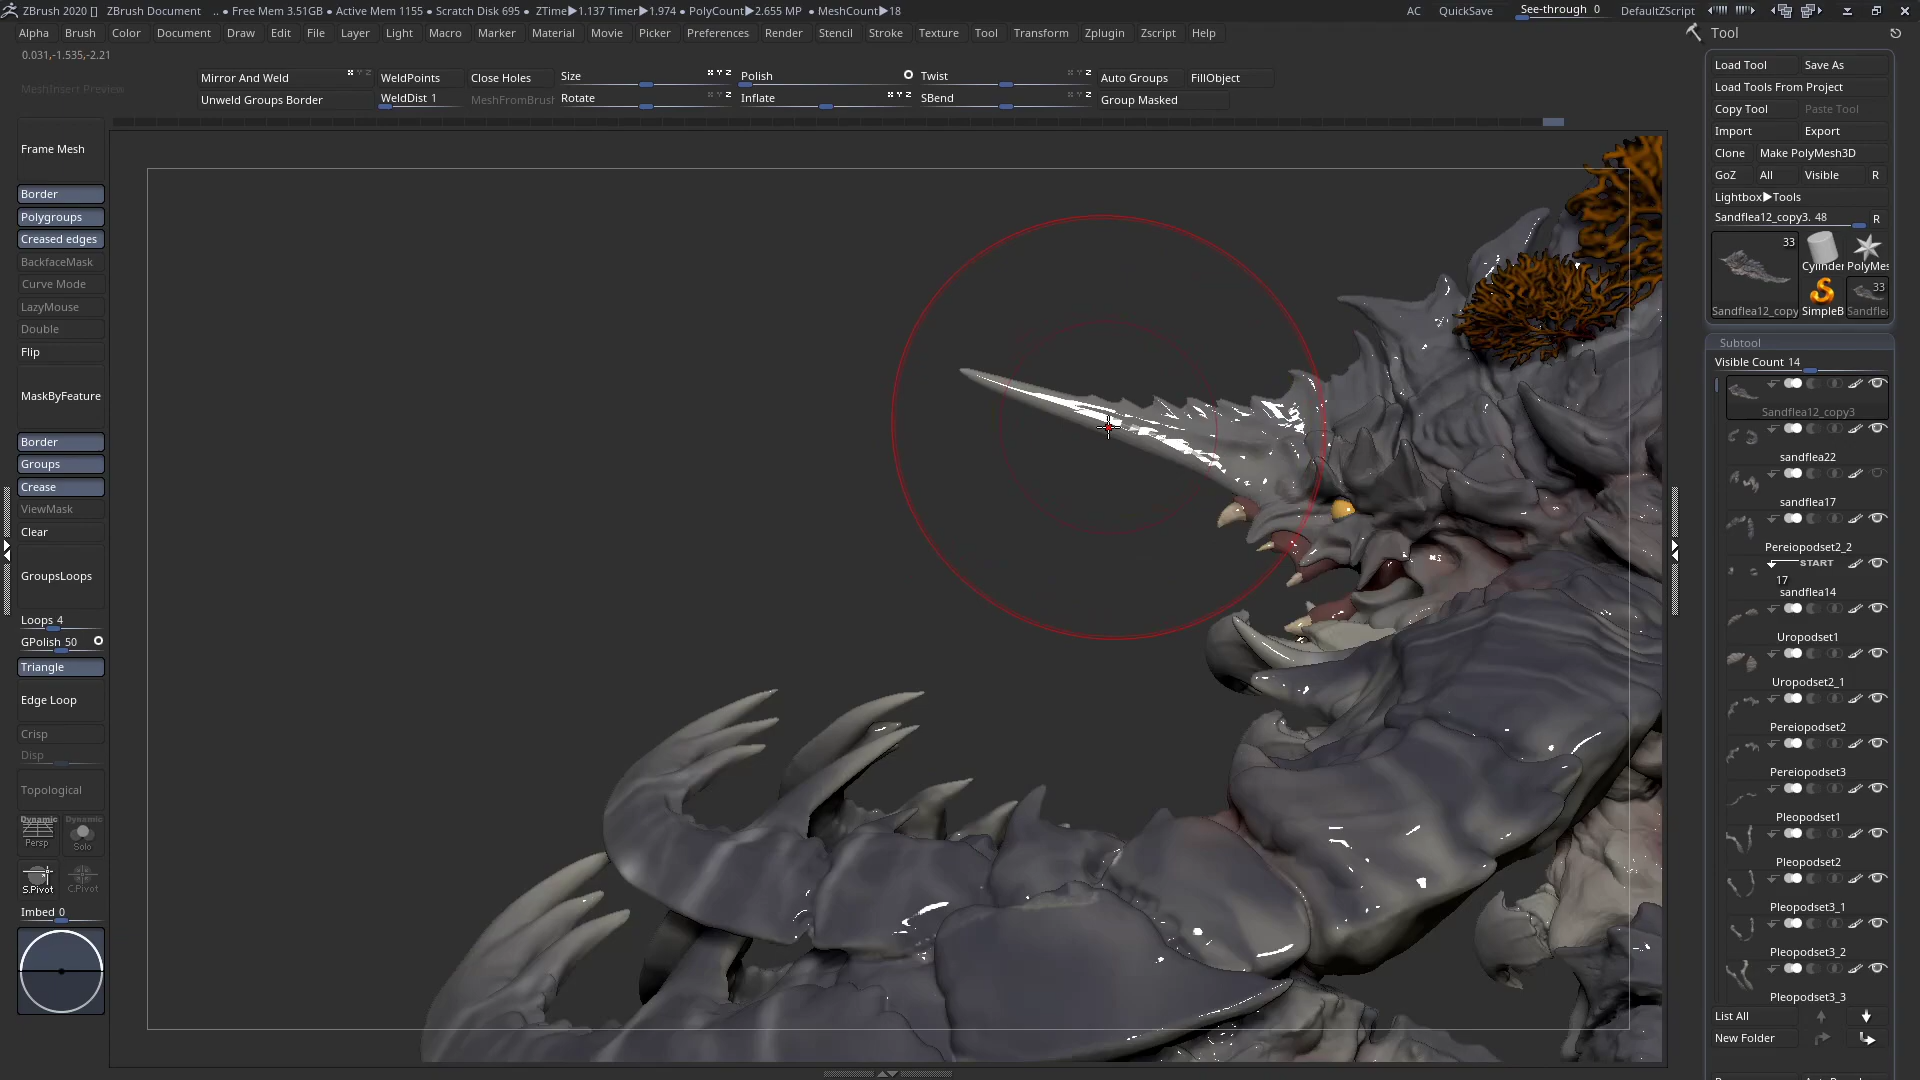 ZBrush 2020 [] ZBrush Document .. • Free Mem 3.51GB • Active Mem 1155 • Scratch Disk 695 • ZTime▶1.137 Timer▶1.974 • PolyCount▶2.655 MP • MeshCount▶18 AC QuickSave See-through 0 DefaultZScript
Alpha Brush Color Document Draw Edit File Layer Light Macro Marker Material Movie Picker Preferences Render Stencil Stroke Texture Tool Transform Zplugin Zscript Help Tool
0.031,-1.535,-2.21
MeshInsert Preview
Mirror And Weld WeldPoints Close Holes Size Polish Twist Auto Groups FillObject
Unweld Groups Border WeldDist 1 MeshFromBrush Rotate Inflate SBend Group Masked
Frame Mesh
Border
Polygroups
Creased edges
BackfaceMask
Curve Mode
LazyMouse
Double
Flip
MaskByFeature
Border
Groups
Crease
ViewMask
Clear
GroupsLoops
Loops 4
GPolish 50
Triangle
Edge Loop
Crisp
Disp
Topological
Dynamic Dynamic
Persp Solo
S.Pivot C.Pivot
Imbed 0
Load Tool Save As
Load Tools From Project
Copy Tool Paste Tool
Import Export
Clone Make PolyMesh3D
GoZ All Visible R
Lightbox▶Tools
Sandflea12_copy3. 48 R
33
Cylinder PolyMes
33
Sandflea12_copy SimpleB Sandflea
Subtool
Visible Count 14
Sandflea12_copy3
sandflea22
sandflea17
Pereiopodset2_2
START
17
sandflea14
Uropodset1
Uropodset2_1
Pereiopodset2
Pereiopodset3
Pleopodset1
Pleopodset2
Pleopodset3_1
Pleopodset3_2
Pleopodset3_3
List All
New Folder